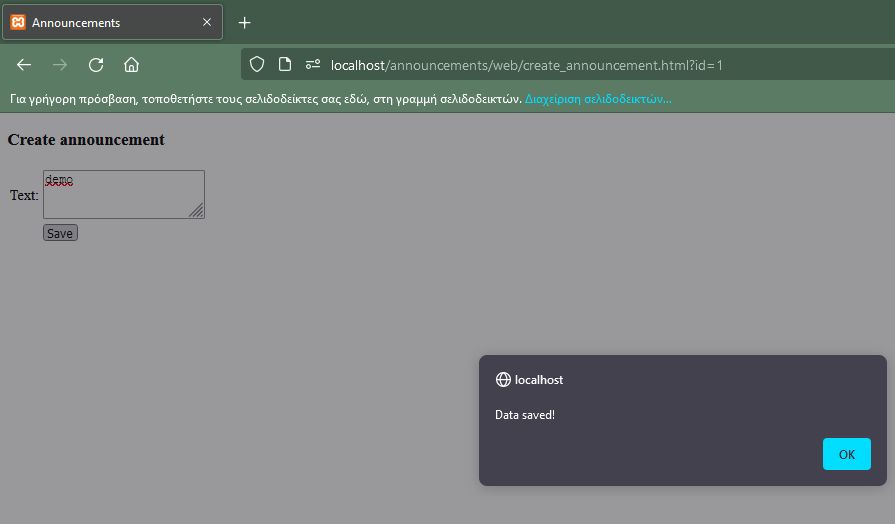 Announcements
localhost/announcements/web/create_announcement.html?id=1
Για γρήγορη πρόσβαση, τοποθετήστε τους σελιδοδείκτες σας εδώ, στη γραμμή σελιδοδεικτών. Διαχείριση σελιδοδεικτών...
Create announcement
demo
Text:
Save
localhost
Data saved!
OK